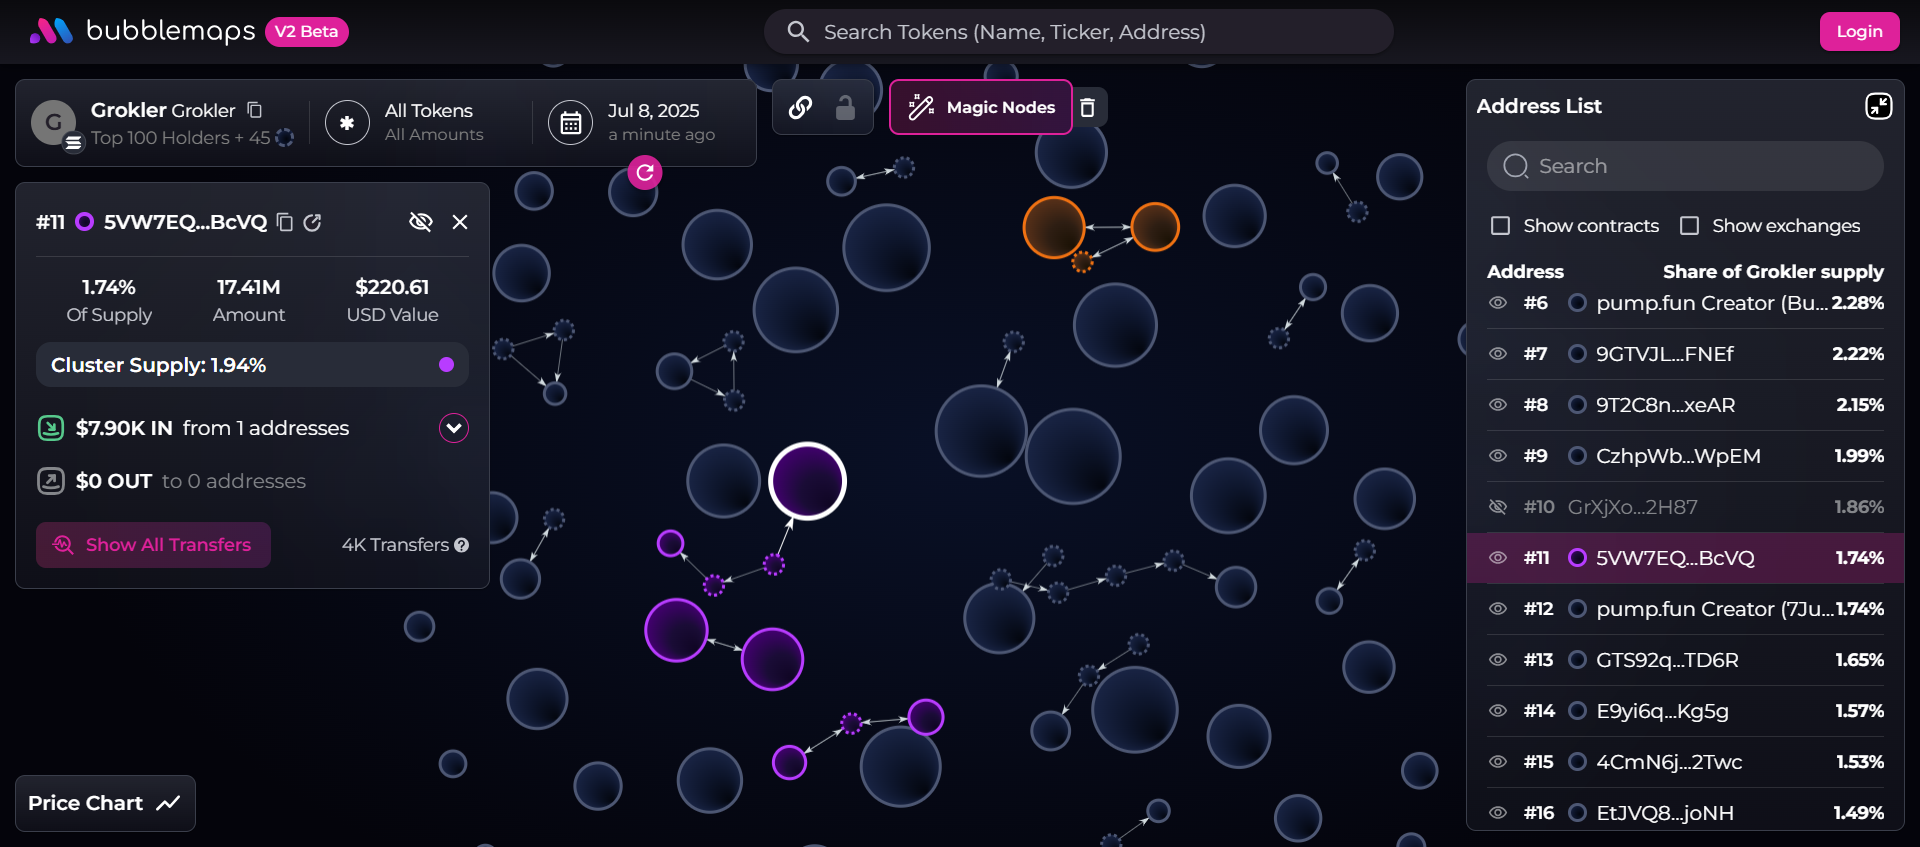 bubblemaps V2 Beta
Search Tokens (Name, Ticker, Address)
Login
G
Grokler Grokler
Top 100 Holders + 45
All Tokens
All Amounts
Jul 8, 2025
a minute ago
Magic Nodes
#11 5VW7EQ...BcVQ
1.74%
Of Supply
17.41M
Amount
$220.61
USD Value
Cluster Supply: 1.94%
$7.90K IN from 1 addresses
$0 OUT to 0 addresses
Show All Transfers
4K Transfers ?
Price Chart
Address List
Search
Show contracts Show exchanges
Address Share of Grokler supply
#6 pump.fun Creator (Bu... 2.28%
#7 9GTVJL...FNEf 2.22%
#8 9T2C8n...xeAR 2.15%
#9 CzhpWb...WpEM 1.99%
#10 GrXjXo...2H87 1.86%
#11 5VW7EQ...BcVQ 1.74%
#12 pump.fun Creator (7Ju... 1.74%
#13 GTS92q...TD6R 1.65%
#14 E9yi6q...Kg5g 1.57%
#15 4CmN6j...2Twc 1.53%
#16 EtJVQ8...joNH 1.49%